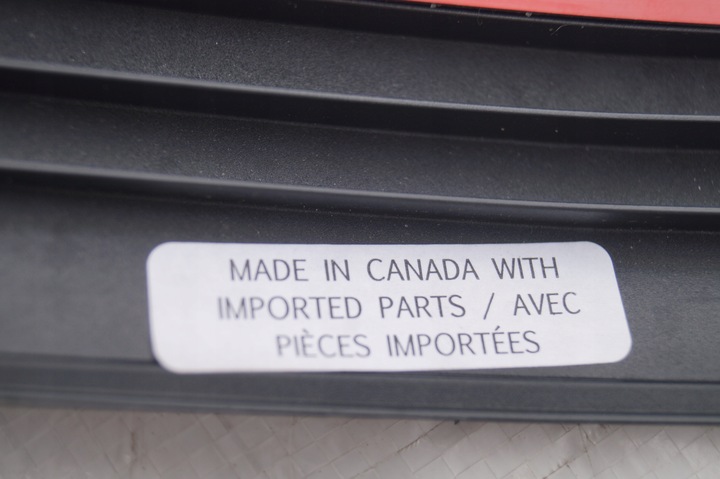 MADE IN CANADA WITH
IMPORTED PARTS / AVEC
PIÈCES IMPORTÉES